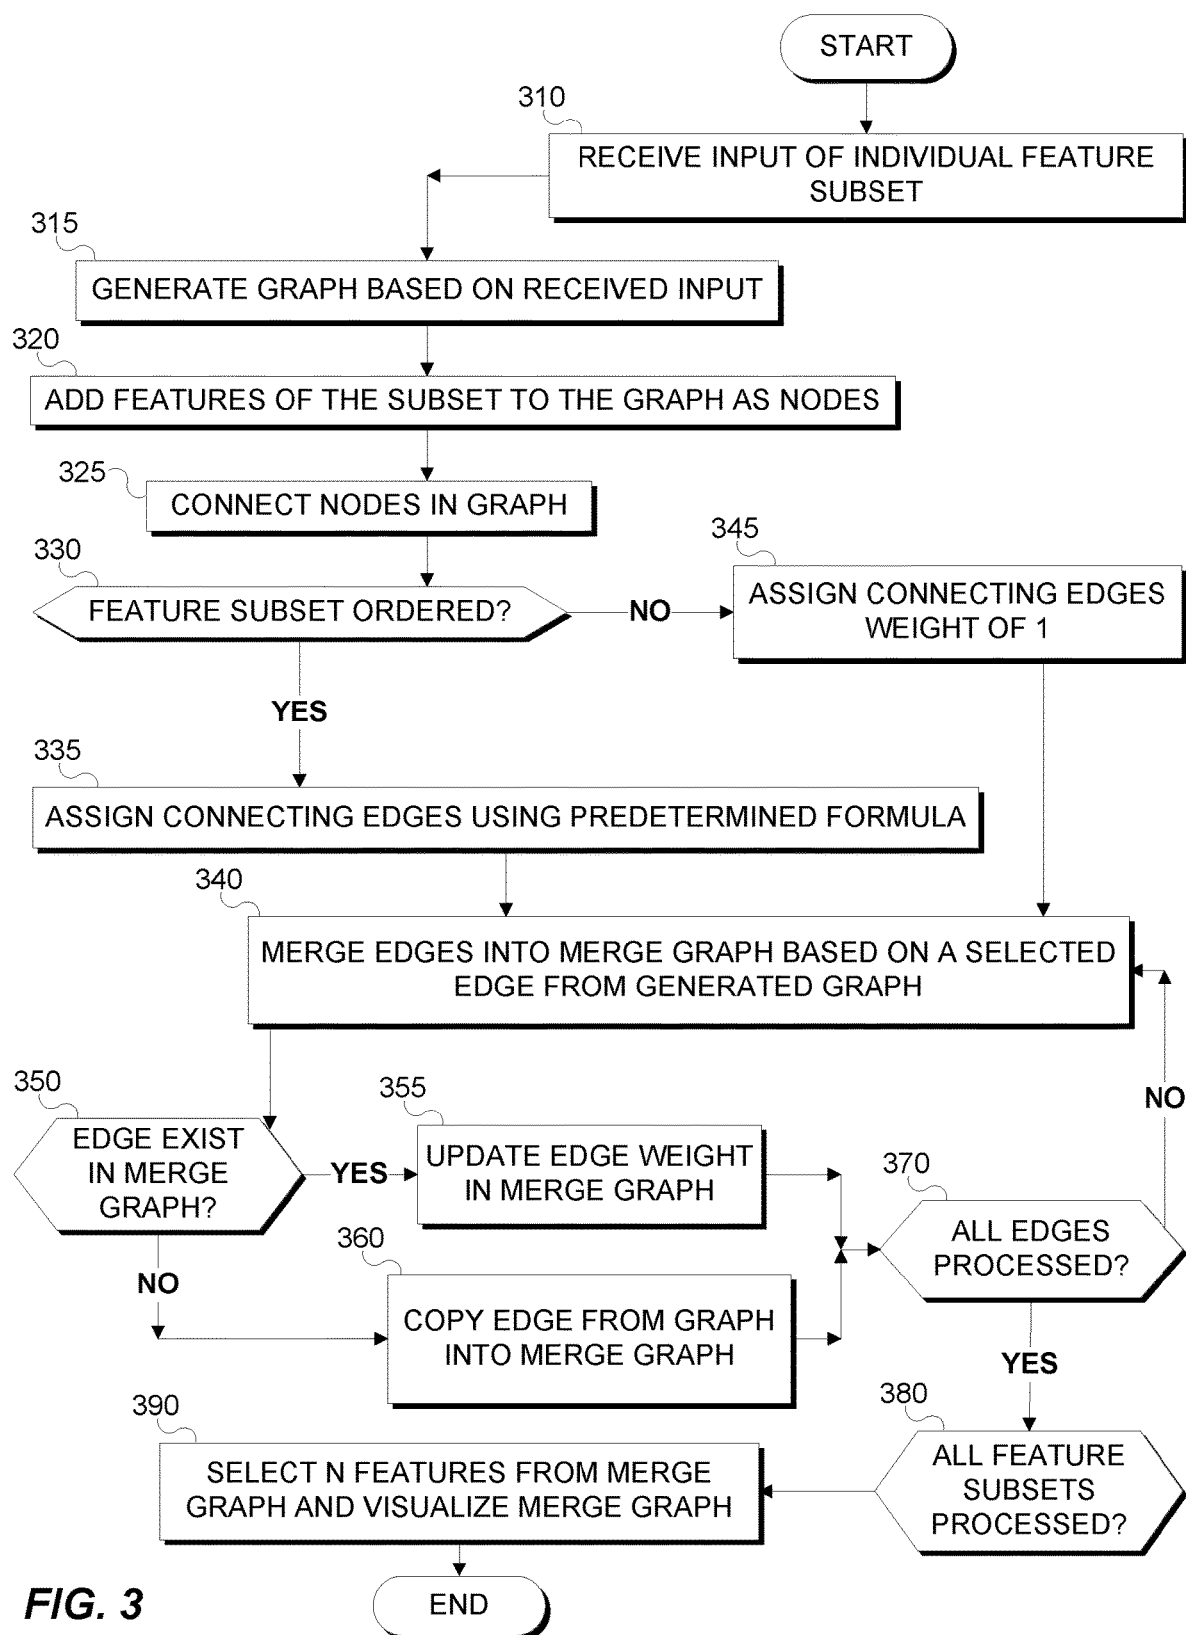 START
310
RECEIVE INPUT OF INDIVIDUAL FEATURE
SUBSET
315
GENERATE GRAPH BASED ON RECEIVED INPUT
320
ADD FEATURES OF THE SUBSET TO THE GRAPH AS NODES
325
CONNECT NODES IN GRAPH
330
FEATURE SUBSET ORDERED?
NO
345
ASSIGN CONNECTING EDGES
WEIGHT OF 1
YES
335
ASSIGN CONNECTING EDGES USING PREDETERMINED FORMULA
340
MERGE EDGES INTO MERGE GRAPH BASED ON A SELECTED
EDGE FROM GENERATED GRAPH
350
EDGE EXIST
IN MERGE
GRAPH?
YES
355
UPDATE EDGE WEIGHT
IN MERGE GRAPH
NO
360
COPY EDGE FROM GRAPH
INTO MERGE GRAPH
370
ALL EDGES
PROCESSED?
NO
YES
380
ALL FEATURE
SUBSETS
PROCESSED?
390
SELECT N FEATURES FROM MERGE
GRAPH AND VISUALIZE MERGE GRAPH
END
FIG. 3